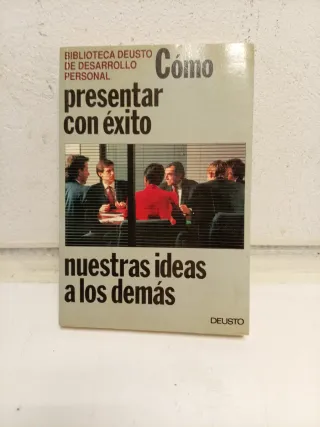 BIBLIOTECA DEUSTO
DE DESARROLLO
PERSONAL
Cómo
presentar
con éxito
nuestras ideas
a los demás
DEUSTO